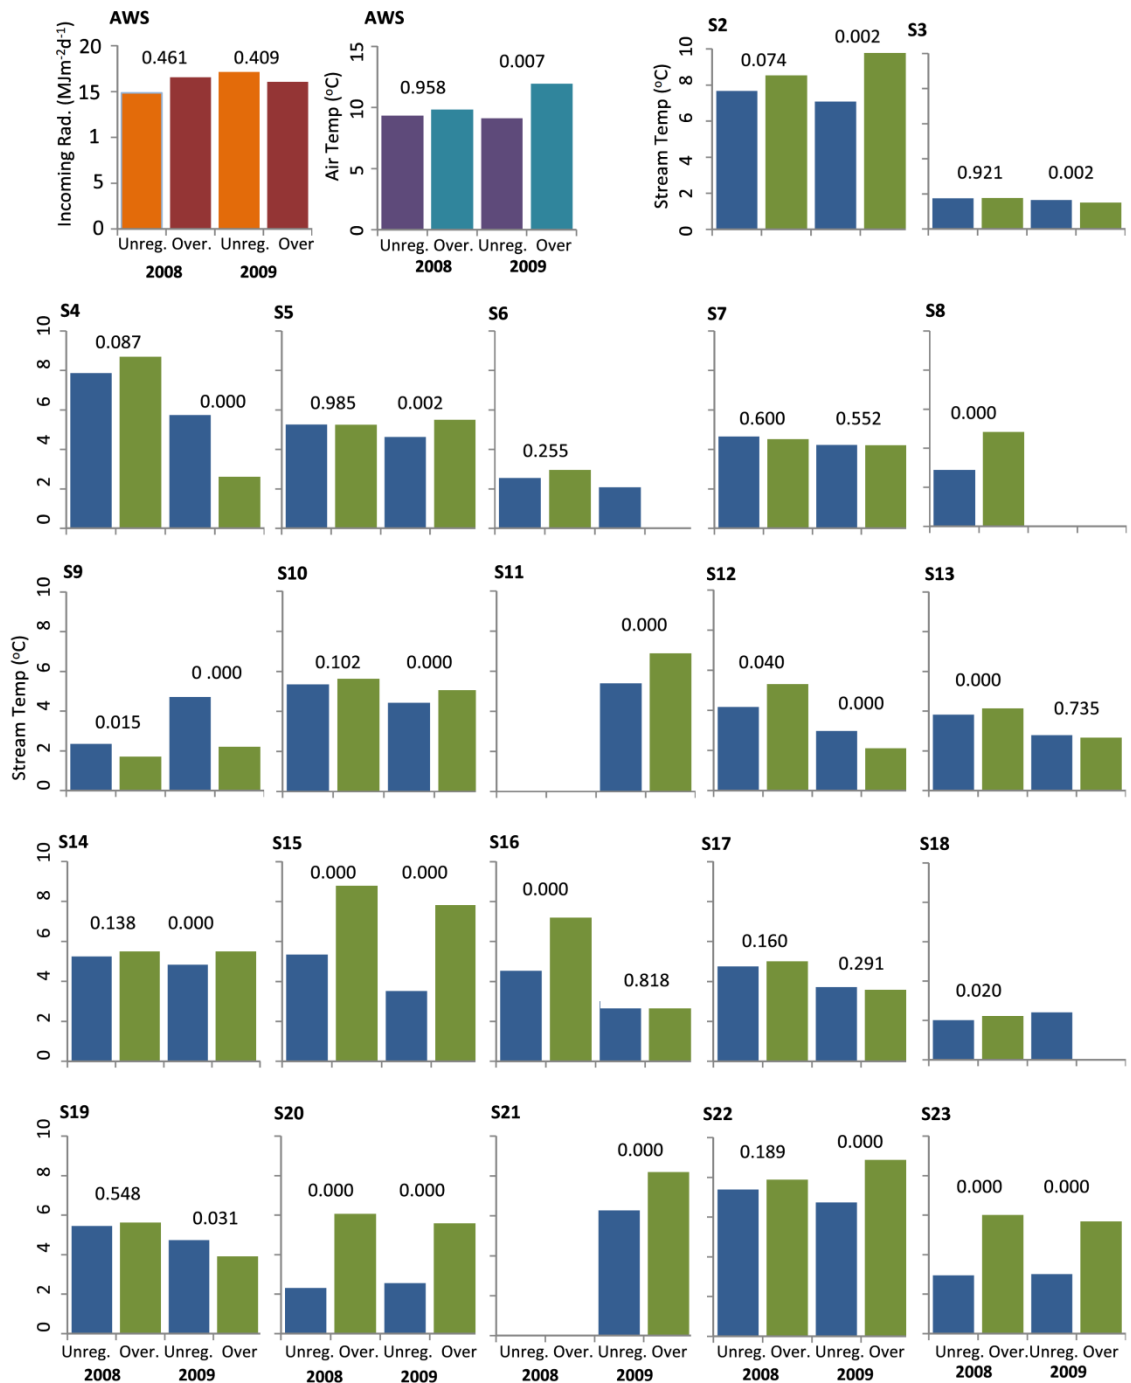 AWS
Incoming Rad. (MJm-2d-1)
20
15
1
5
0
0.461
0.409
Unreg. Over. Unreg. Over
2008 2009
AWS
Air Temp (°C)
15
10
5
0
0.958
0.007
Unreg. Over. Unreg. Over
2008 2009
S2
Stream Temp (°C)
10
8
6
4
2
0
0.074
0.002
S3
0.921
0.002
S4
10
8
6
4
2
0
0.087
0.000
S5
0.985
0.002
S6
0.255
S7
0.600
0.552
S8
0.000
Stream Temp (°C)
S9
10
8
6
4
2
0
0.015
0 .000
S10
0.102
0.000
S11
0.000
S12
0.040
0.000
S13
0.000
0.735
S14
10
8
6
4
2
0
0.138
0.000
S15
0.000
0.000
S16
0.000
0.818
S17
0.160
0.291
S18
0.020
S19
10
8
6
4
2
0
0.548
0.031
Unreg. Over. Unreg. Over
2008 2009
S20
0.000
0.000
Unreg. Over. Unreg. Over
2008 2009
S21
0.000
Unreg. Over. Unreg. Over
2008 2009
S22
0.189
0.000
Unreg. Over. Unreg. Over
2008 2009
S23
0.000
0.000
Unreg. Over. Unreg. Over
2008 2009